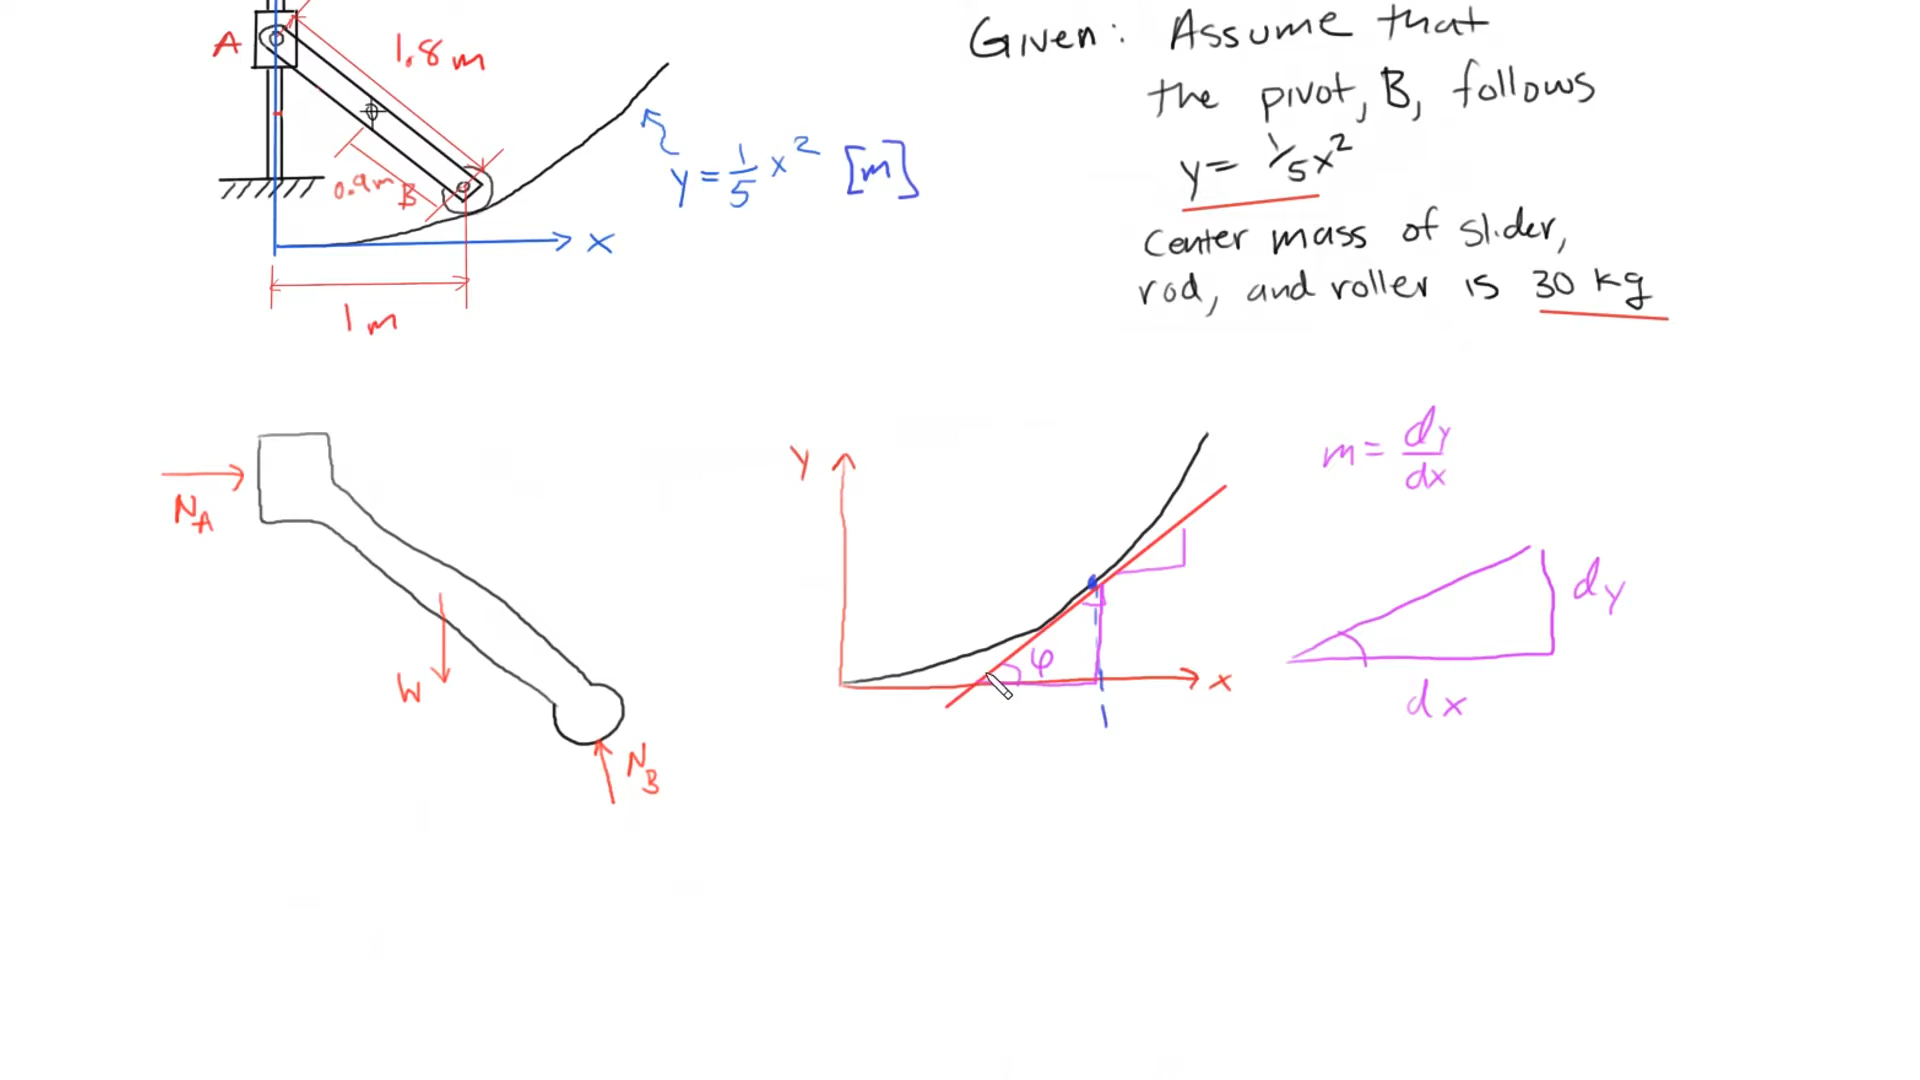 Given: Assume that
the pivot, B, follows
y = 1/5 x²
Center mass of slider,
rod, and roller is 30 kg
A
1.8 m
0.9m
B
y = 1/5 x² [m]
x
1 m
N_A
W
N_B
y
φ
x
1
m = dy/dx
dy
dx